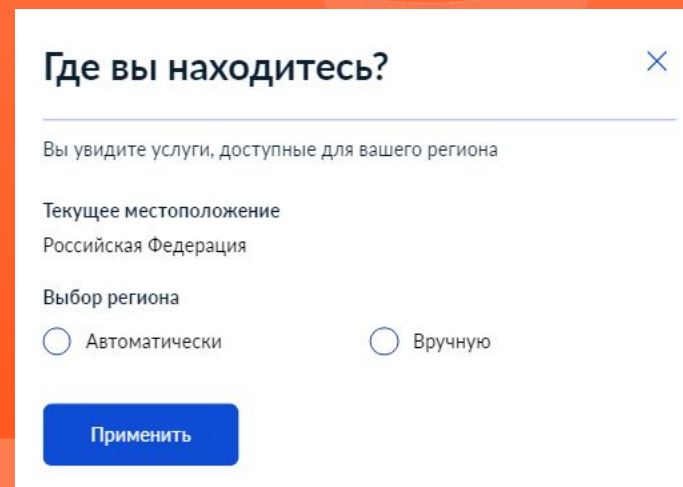 Где вы находитесь?
Вы увидите услуги, доступные для вашего региона
Текущее местоположение
Российская Федерация
Выбор региона
Автоматически Вручную
Применить